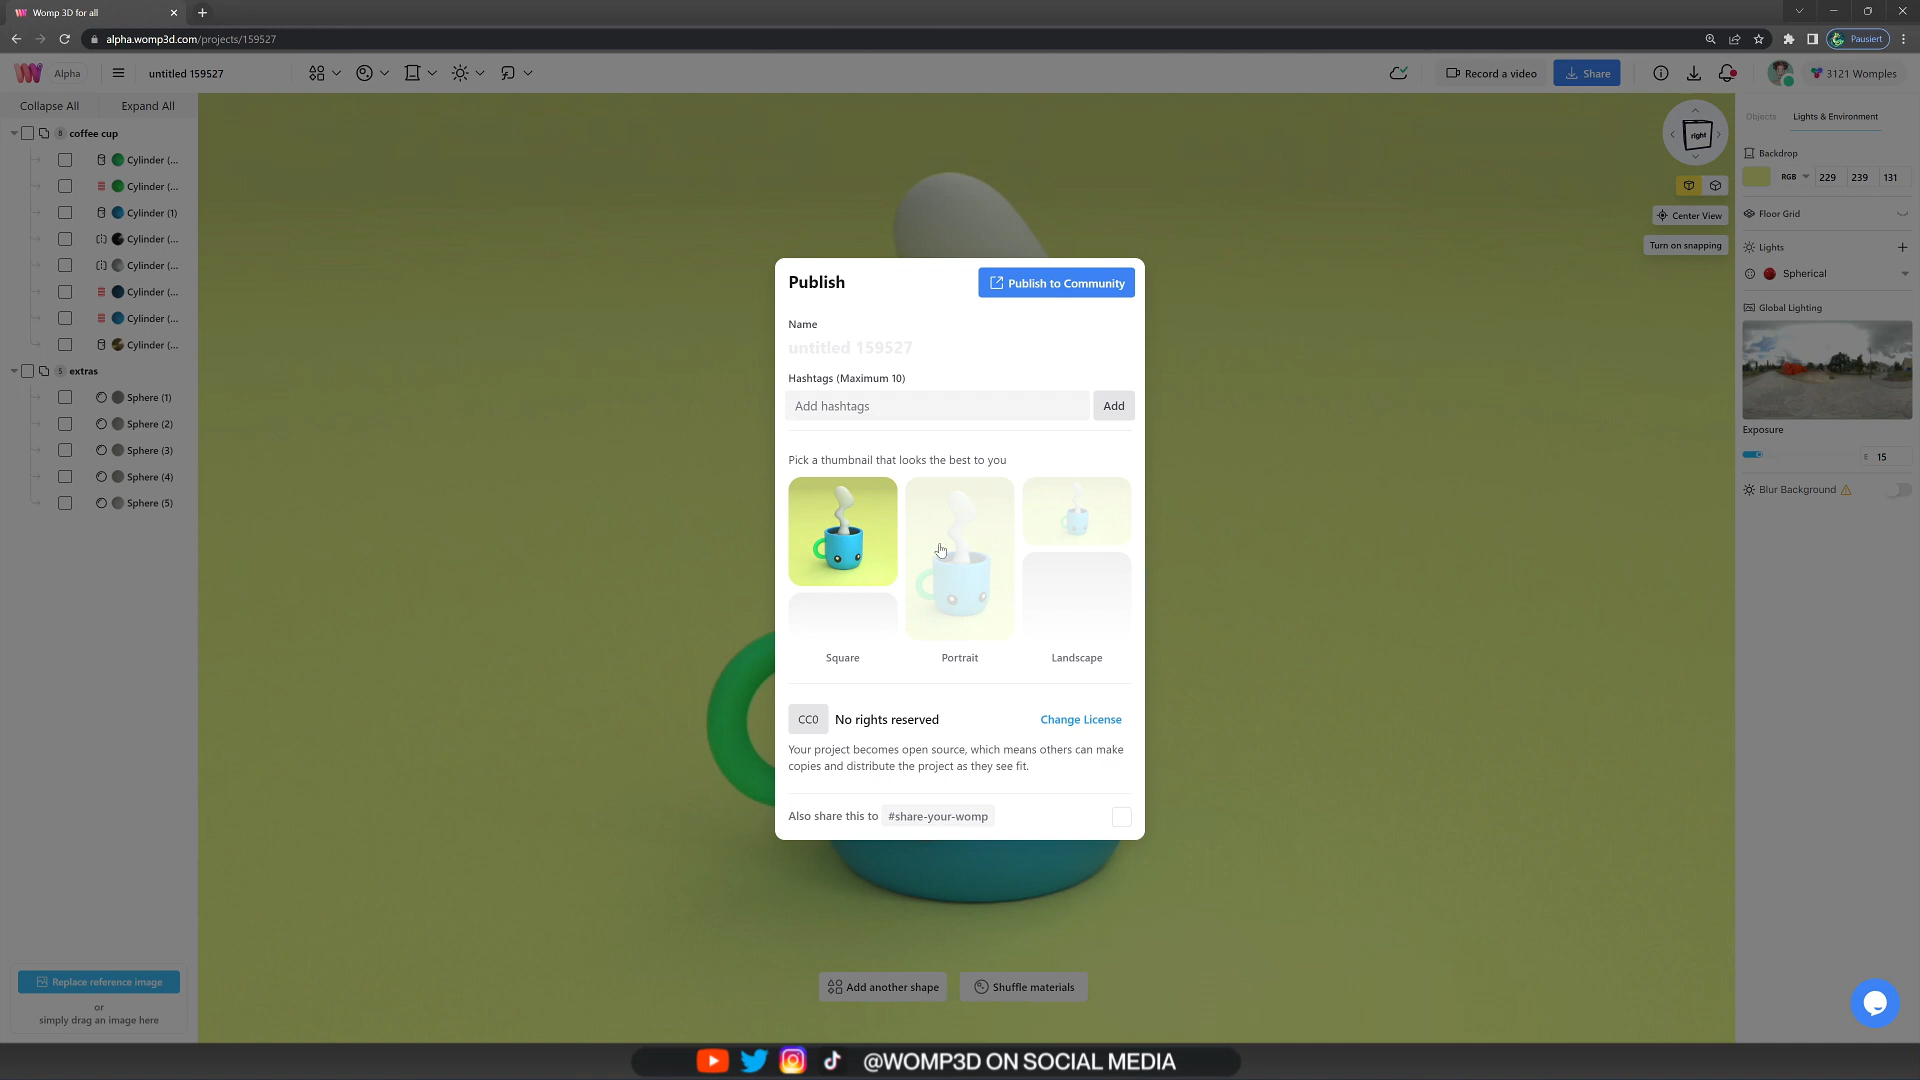 Womp 3D for all
alpha.womp3d.com/projects/159527
Pausiert
Alpha
untitled 159527
Record a video
Share
3121 Womples
Collapse All
Expand All
8 coffee cup
Cylinder (...
Cylinder (...
Cylinder (1)
Cylinder (...
Cylinder (...
Cylinder (...
Cylinder (...
Cylinder (...
5 extras
Sphere (1)
Sphere (2)
Sphere (3)
Sphere (4)
Sphere (5)
Replace reference image
or
simply drag an image here
right
Center View
Turn on snapping
Publish
Publish to Community
Name
untitled 159527
Hashtags (Maximum 10)
Add hashtags
Add
Pick a thumbnail that looks the best to you
Square
Portrait
Landscape
CC0
No rights reserved
Change License
Your project becomes open source, which means others can make
copies and distribute the project as they see fit.
Also share this to #share-your-womp
Add another shape
Shuffle materials
Objects
Lights & Environment
Backdrop
RGB 229 239 131
Floor Grid
Lights
Spherical
Global Lighting
Exposure
E 15
Blur Background
@WOMP3D ON SOCIAL MEDIA